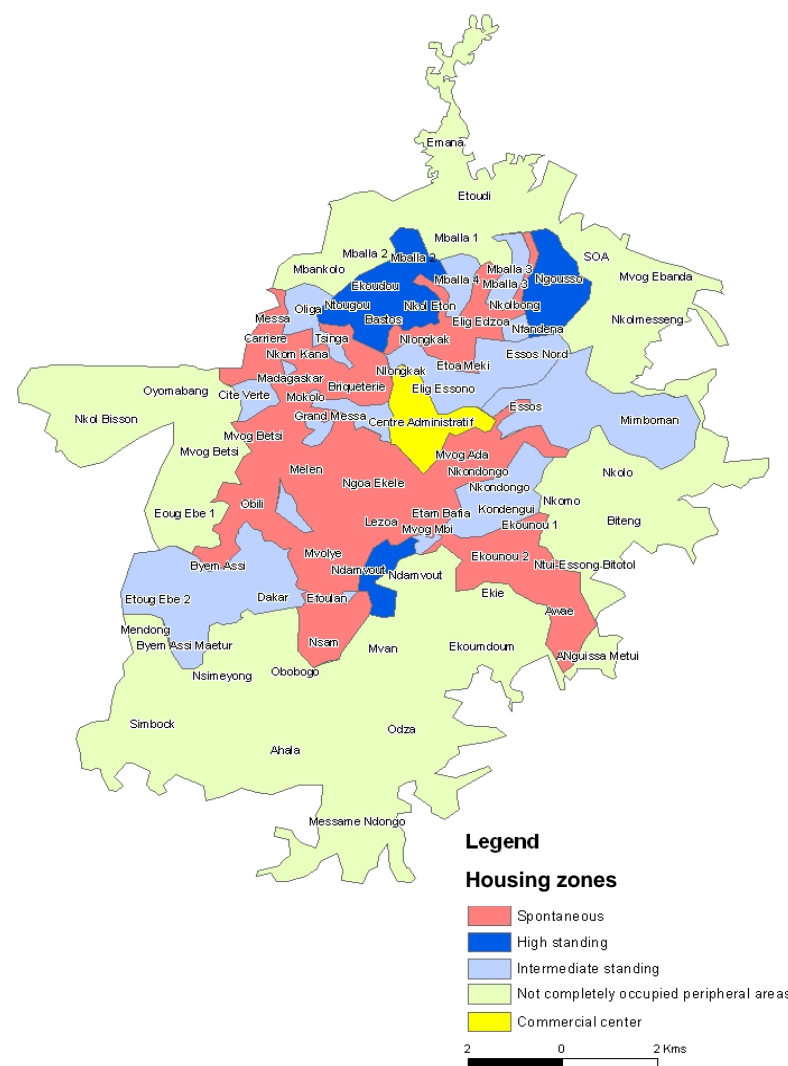 Emana
Etoudi
Mballa 1
Mballa 2
Mballa 2
SOA
Mbankolo
Mballa 3
Mvog Ebanda
Ekoudou
Mballa 4
Mballa 3
Ngousso
Oliga
Ntougou
Nkol Eton
Nkolbong
Messa
Bastos
Elig Edzoa
Nkolmesseng
Nfandena
Carriere
Tsinga
Nlongkak
Nkom Kana
Essos Nord
Nlongkak
Etoa Meki
Madagaskar
Briqueterie
Elig Essono
Oyomabang
Cite Verte
Mokolo
Essos
Nkol Bisson
Grand Messa
Centre Administratif
Mimboman
Mvog Betsi
Mvog Betsi
Mvog Ada
Melen
Nkondongo
Nkolo
Ngoa Ekele
Nkondongo
Obili
Nkomo
Eoug Ebe 1
Etam Bafia
Kondengui
Lezoa
Mvog Mbi
Ekounou 1
Biteng
Mvolye
Ekounou 2
Byem Assi
Ndamvout
Ndamvout
Ntui-Essong-Bitotol
Etoug Ebe 2
Dakar
Efoulan
Ekie
Awae
Mendong
Byem Assi Maetur
Nsam
Mvan
Ekoumdoum
ANguissa Metui
Nsimeyong
Obobogo
Simbock
Odza
Ahala
Messame Ndongo
Legend
Housing zones
Spontaneous
High standing
Intermediate standing
Not completely occupied peripheral areas
Commercial center
2 0 2 Kms